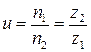 u = n₁/n₂ = z₂/z₁